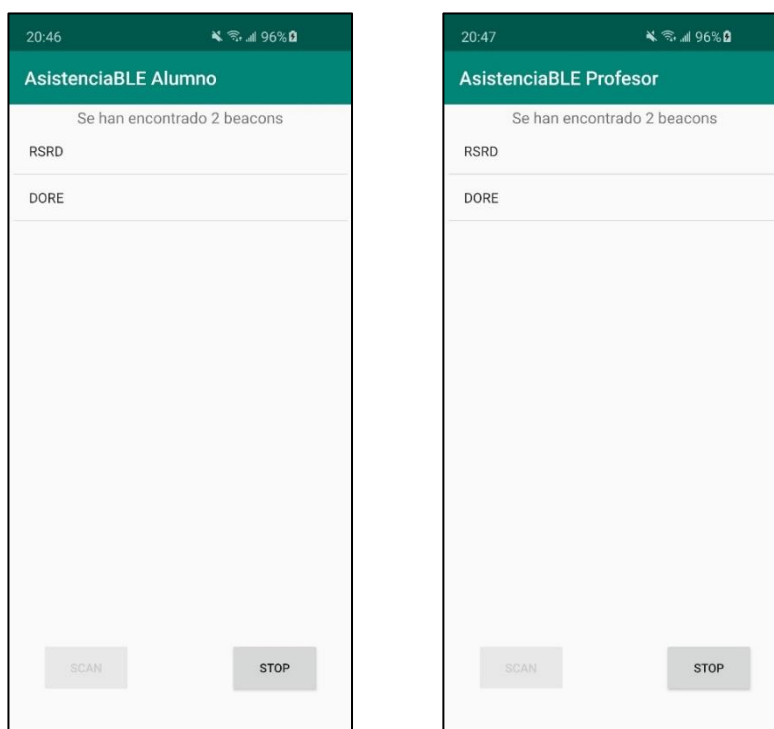 20:46 96%
AsistenciaBLE Alumno
Se han encontrado 2 beacons
RSRD
DORE
SCAN STOP
20:47 96%
AsistenciaBLE Profesor
Se han encontrado 2 beacons
RSRD
DORE
SCAN STOP